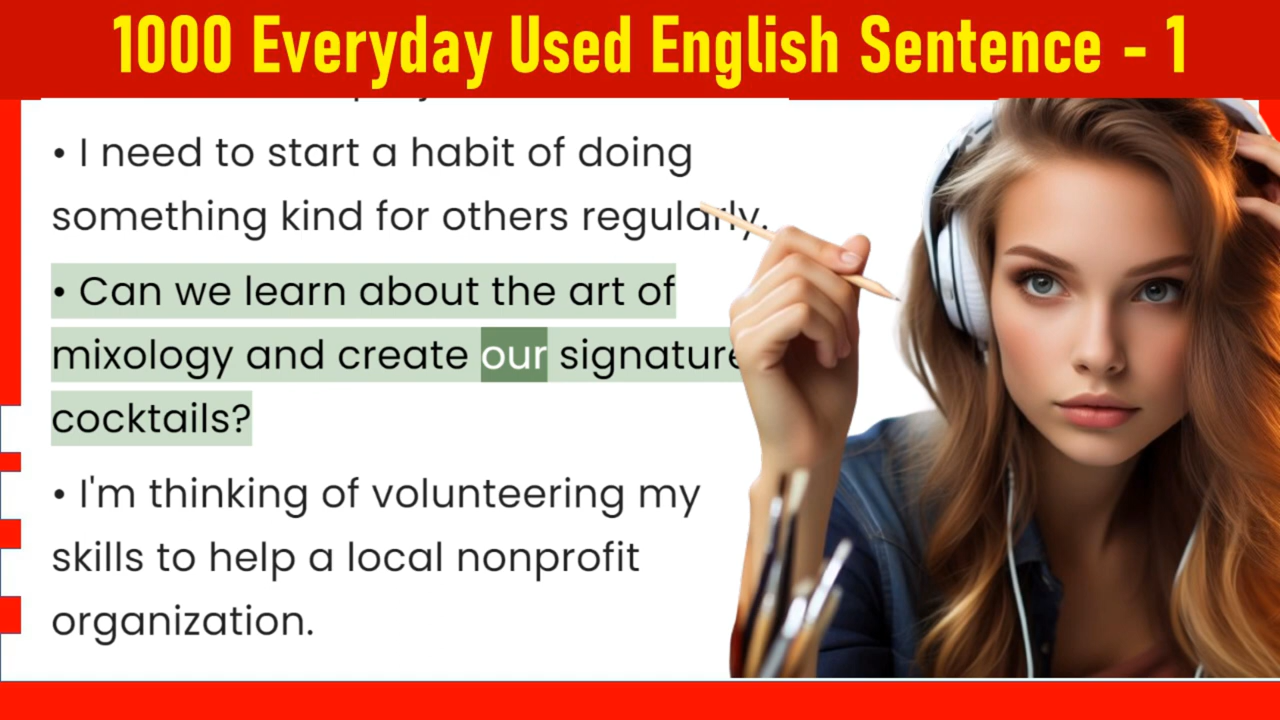 1000 Everyday Used English Sentence - 1
• I need to start a habit of doing
something kind for others regularly.
• Can we learn about the art of
mixology and create our signature
cocktails?
• I'm thinking of volunteering my
skills to help a local nonprofit
organization.